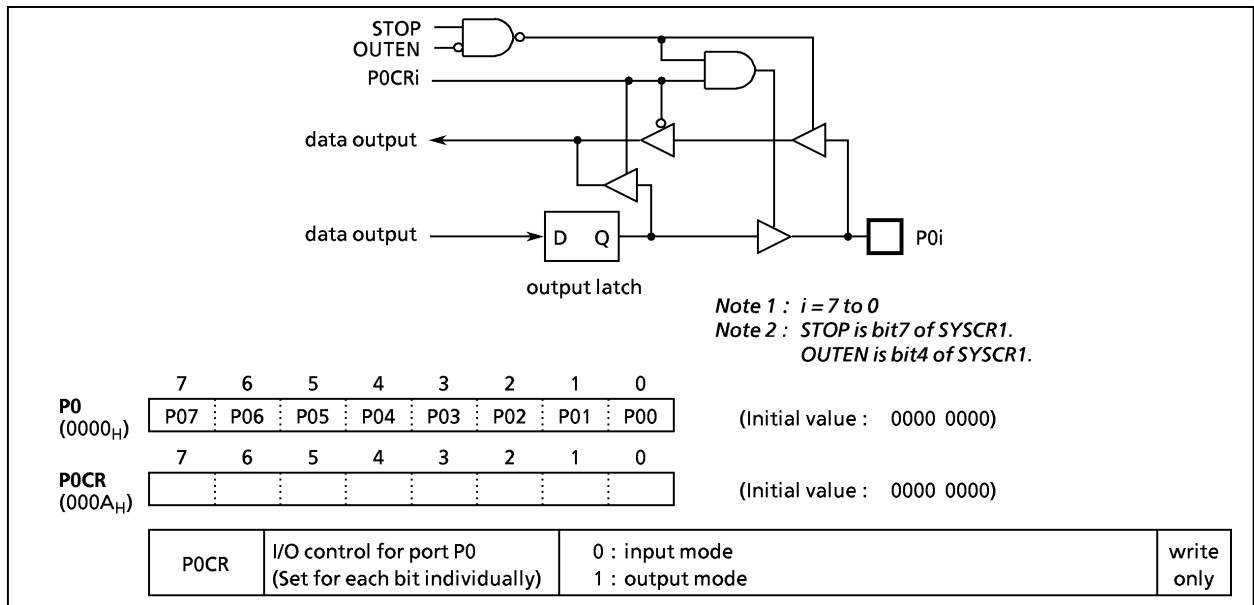 STOP
OUTEN
P0CRi
data output
data output
D Q
P0i
output latch
Note 1 : i = 7 to 0
Note 2 : STOP is bit7 of SYSCR1.
OUTEN is bit4 of SYSCR1.
7 6 5 4 3 2 1 0
P0 (0000H) P07 P06 P05 P04 P03 P02 P01 P00 (Initial value : 0000 0000)
7 6 5 4 3 2 1 0
P0CR (000AH) (Initial value : 0000 0000)
P0CR
I/O control for port P0
(Set for each bit individually)
0 : input mode
1 : output mode
write
only